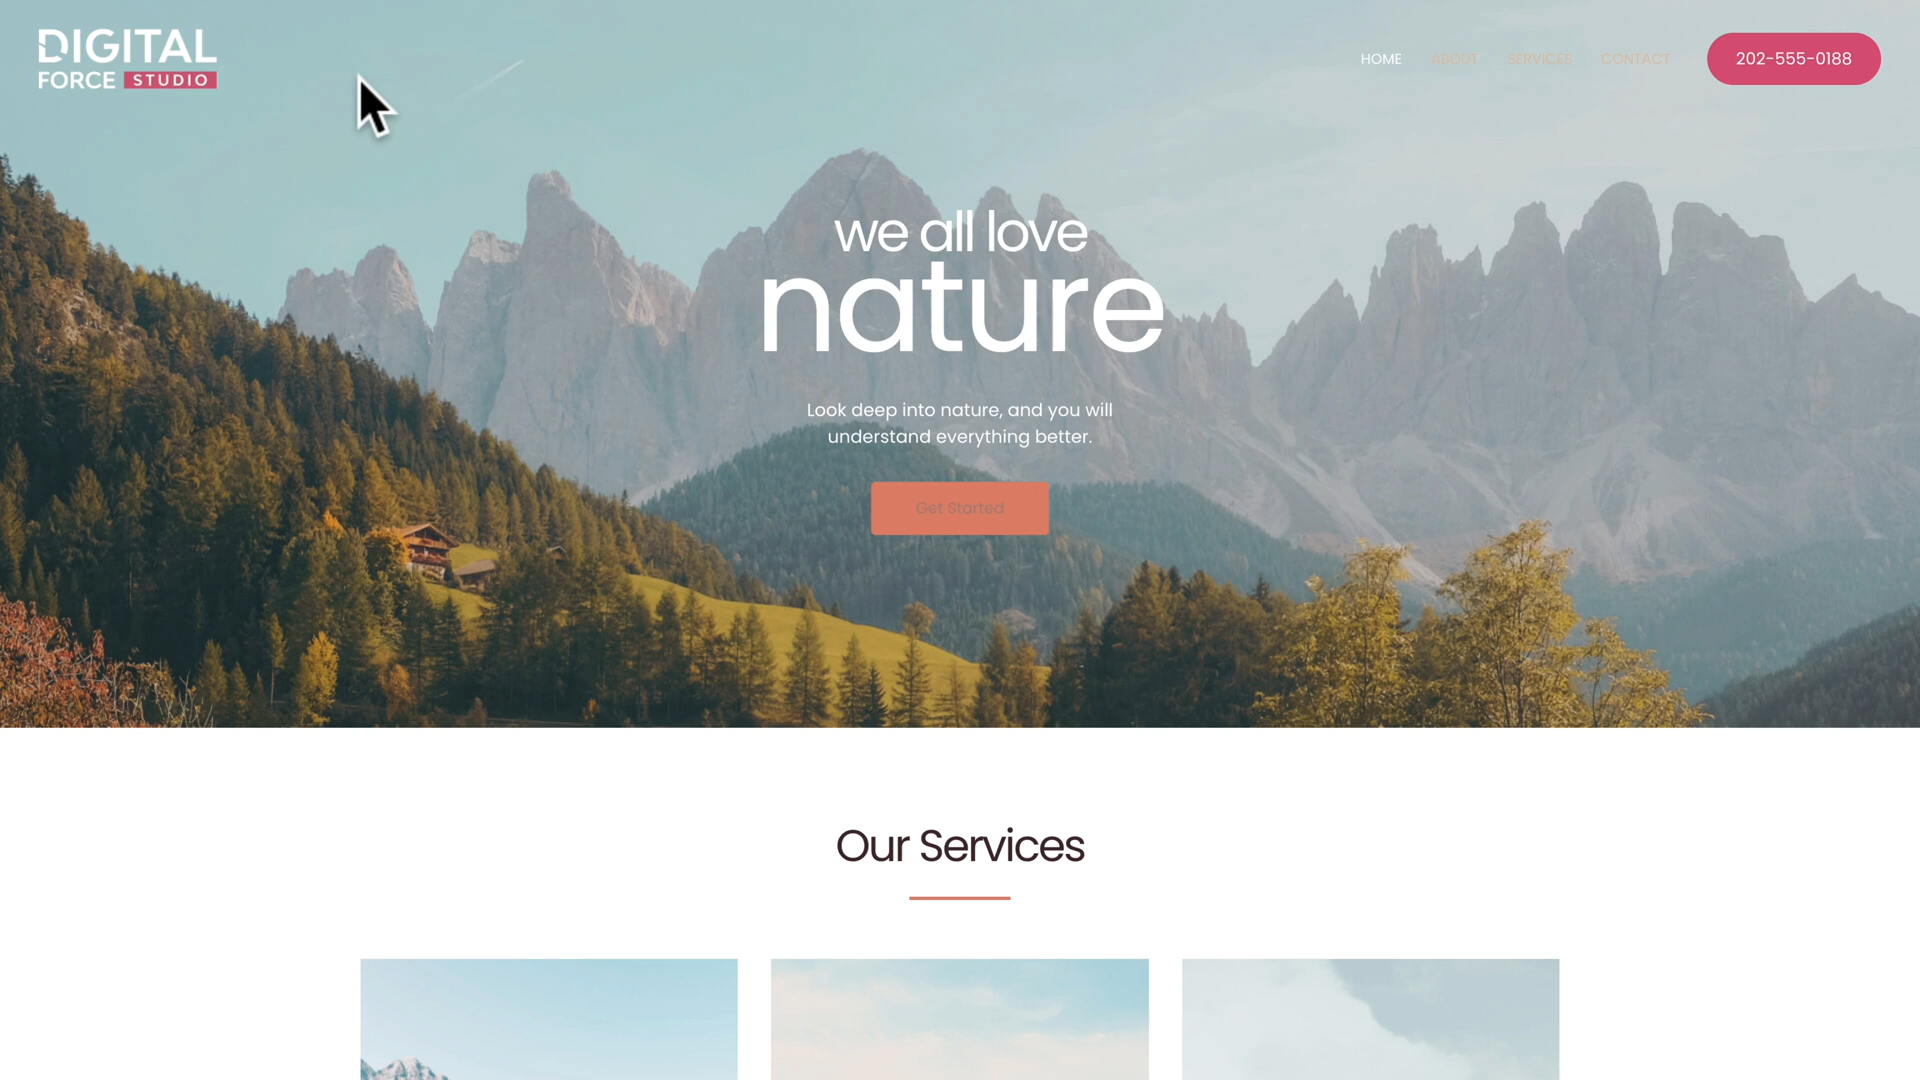 DIGITAL
FORCE STUDIO
HOME ABOUT SERVICES CONTACT 202-555-0188
we all love
nature
Look deep into nature, and you will
understand everything better.
Get Started
Our Services